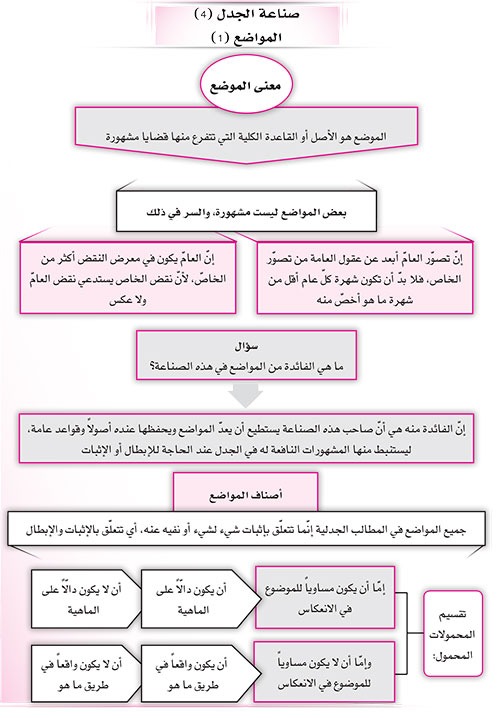 صناعة الجدل (4)
المواضع (1)
معنى الموضع
الموضع هو الأصل أو القاعدة الكلية التي تتفرع منها قضايا مشهورة
بعض المواضع ليست مشهورة، والسر في ذلك
إنّ تصوّر العامّ أبعد عن عقول العامة من تصوّر
الخاص، فلا بدّ أن تكون شهرة كلّ عام أقل من
شهرة ما هو أخصّ منه
إنّ العامّ يكون في معرض النقض أكثر من
الخاصّ، لأنّ نقض الخاص يستدعي نقض العامّ
ولا عكس
سؤال
ما هي الفائدة من المواضع في هذه الصناعة؟
إنّ الفائدة منه هي أنّ صاحب هذه الصناعة يستطيع أن يعدّ المواضع ويحفظها عنده أصولاً وقواعد عامة،
ليستنبط منها المشهورات النافعة له في الجدل عند الحاجة للإبطال أو الإثبات
أصناف المواضع
جميع المواضع في المطالب الجدلية إنّما تتعلّق بإثبات شيء لشيء أو نفيه عنه، أي تتعلّق بالإثبات والإبطال
تقسيم
المحمولات
المحمول:
إمّا أن يكون مساوياً للموضوع
في الانعكاس
أن يكون دالّاً على
الماهية
أن لا يكون دالّاً على
الماهية
وإمّا أن لا يكون مساوياً
للموضوع في الانعكاس
أن يكون واقعاً في
طريق ما هو
أن لا يكون واقعاً في
طريق ما هو